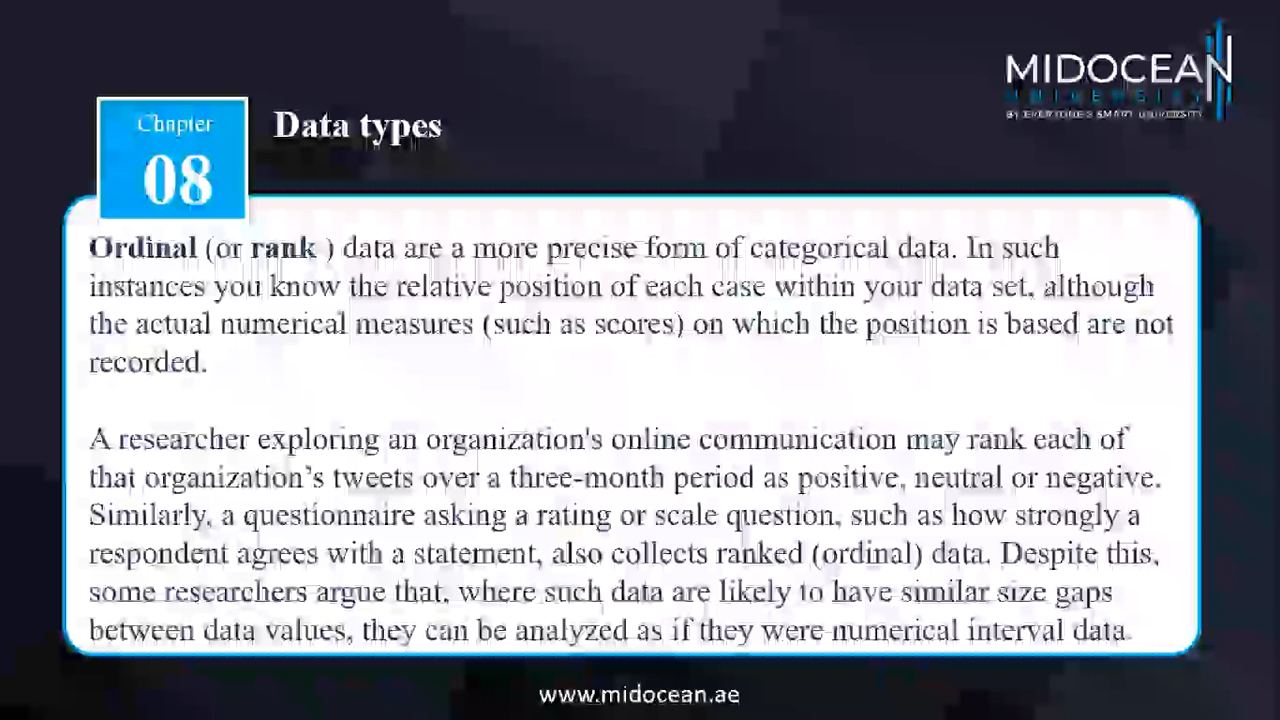 MIDOCEAN
UNIVERSITY
BY EVERYONE'S SMART UNIVERSITY
Chapter
08
Data types
Ordinal (or rank ) data are a more precise form of categorical data. In such
instances you know the relative position of each case within your data set, although
the actual numerical measures (such as scores) on which the position is based are not
recorded.
A researcher exploring an organization's online communication may rank each of
that organization’s tweets over a three-month period as positive, neutral or negative.
Similarly, a questionnaire asking a rating or scale question, such as how strongly a
respondent agrees with a statement, also collects ranked (ordinal) data. Despite this,
some researchers argue that, where such data are likely to have similar size gaps
between data values, they can be analyzed as if they were numerical interval data.
www.midocean.ae